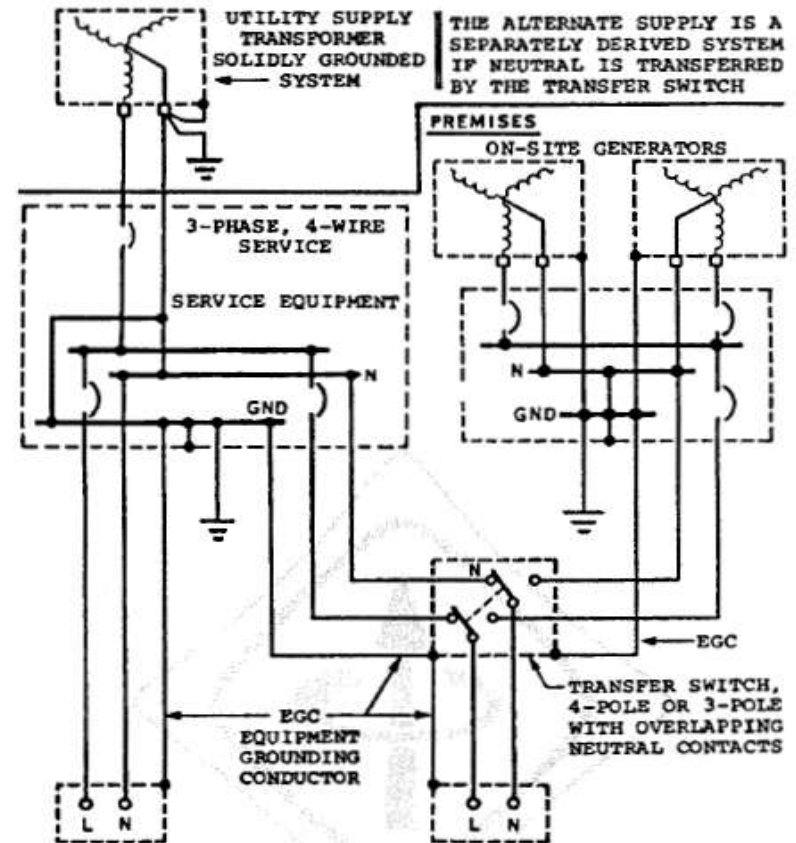 UTILITY SUPPLY
TRANSFORMER
SOLIDLY GROUNDED
SYSTEM
THE ALTERNATE SUPPLY IS A
SEPARATELY DERIVED SYSTEM
IF NEUTRAL IS TRANSFERRED
BY THE TRANSFER SWITCH
PREMISES
ON-SITE GENERATORS
3-PHASE, 4-WIRE
SERVICE
SERVICE EQUIPMENT
N
GND
N
GND
N
EGC
TRANSFER SWITCH,
4-POLE OR 3-POLE
WITH OVERLAPPING
NEUTRAL CONTACTS
EGC
EQUIPMENT
GROUNDING
CONDUCTOR
L N
L N